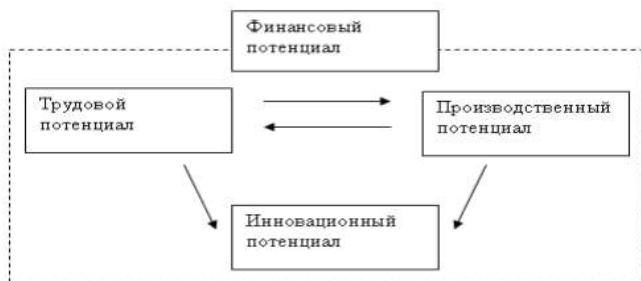 Финансовый
потенциал
Трудовой
потенциал
Производственный
потенциал
Инновационный
потенциал